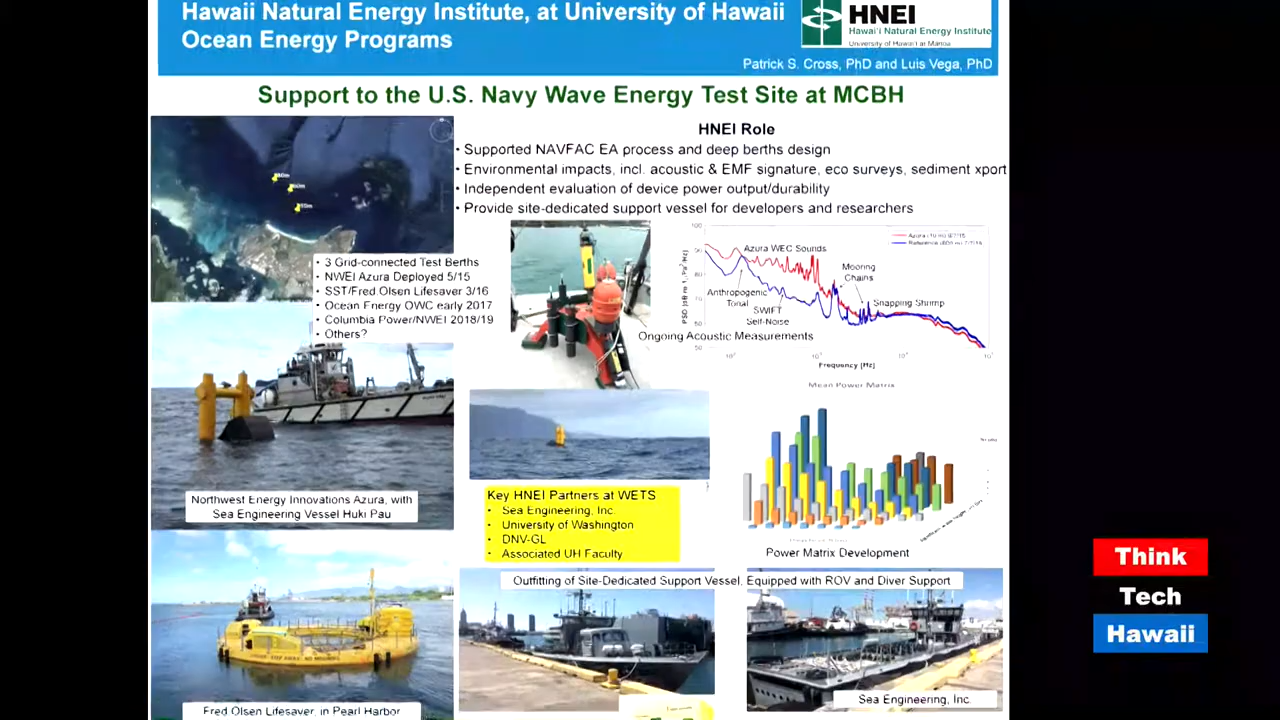 Hawaii Natural Energy Institute, at University of Hawaii
Ocean Energy Programs
HNEI
Hawai'i Natural Energy Institute
University of Hawai'i at Manoa
Patrick S. Cross, PhD and Luis Vega, PhD
Support to the U.S. Navy Wave Energy Test Site at MCBH
HNEI Role
• Supported NAVFAC EA process and deep berths design
• Environmental impacts, incl. acoustic & EMF signature, eco surveys, sediment xport
• Independent evaluation of device power output/durability
• Provide site-dedicated support vessel for developers and researchers
• 3 Grid-connected Test Berths
• NWEI Azura Deployed 5/15
• SST/Fred Olsen Lifesaver 3/16
• Ocean Energy OWC early 2017
• Columbia Power/NWEI 2018/19
• Others?
Azura WEC Sounds
Mooring
Chains
Anthropogenic
Tonal
SWIFT
Self-Noise
Snapping Shrimp
Ongoing Acoustic Measurements
Frequency [Hz]
Mean Power Matrix
Northwest Energy Innovations Azura, with
Sea Engineering Vessel Huki Pau
Key HNEI Partners at WETS
• Sea Engineering, Inc.
• University of Washington
• DNV-GL
• Associated UH Faculty
Power Matrix Development
Outfitting of Site-Dedicated Support Vessel, Equipped with ROV and Diver Support
Fred Olsen Lifesaver, in Pearl Harbor
Sea Engineering, Inc.
Think
Tech
Hawaii